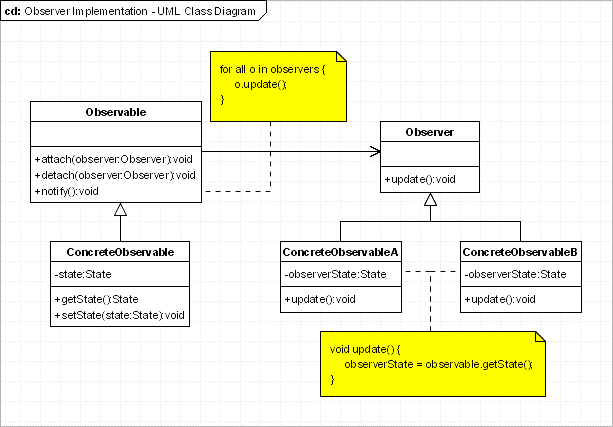 cd: Observer Implementation - UML Class Diagram
for all o in observers {
o.update();
}
Observable
+attach(observer:Observer):void
+detach(observer:Observer):void
+notify():void
Observer
+update():void
ConcreteObservable
-state:State
+getState():State
+setState(state:State):void
ConcreteObservableA
-observerState:State
+update():void
ConcreteObservableB
-observerState:State
+update():void
void update() {
observerState = observable.getState();
}